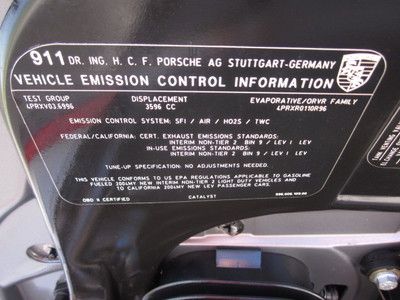 911 DR. ING. H. C. F. PORSCHE AG STUTTGART-GERMANY
VEHICLE EMISSION CONTROL INFORMATION
TEST GROUP DISPLACEMENT EVAPORATIVE/ORVR FAMILY
4PRXV03.6996 3596 CC 4PRXR0110R96
EMISSION CONTROL SYSTEM: SFI / AIR / HO2S / TWC
FEDERAL/CALIFORNIA: CERT. EXHAUST EMISSIONS STANDARDS:
INTERIM NON-TIER 2 BIN 9 / LEV I LEV
IN-USE EMISSIONS STANDARDS:
INTERIM NON-TIER 2 BIN 9 / LEV I LEV
TUNE-UP SPECIFICATION: NO ADJUSTMENTS NEEDED.
THIS VEHICLE CONFORMS TO US EPA REGULATIONS APPLICABLE TO GASOLINE
FUELED 2004MY NEW INTERIM NON-TIER 2 LIGHT DUTY VEHICLES AND
TO CALIFORNIA 2004MY NEW LEV PASSENGER CARS.
OBD II CERTIFIED CATALYST